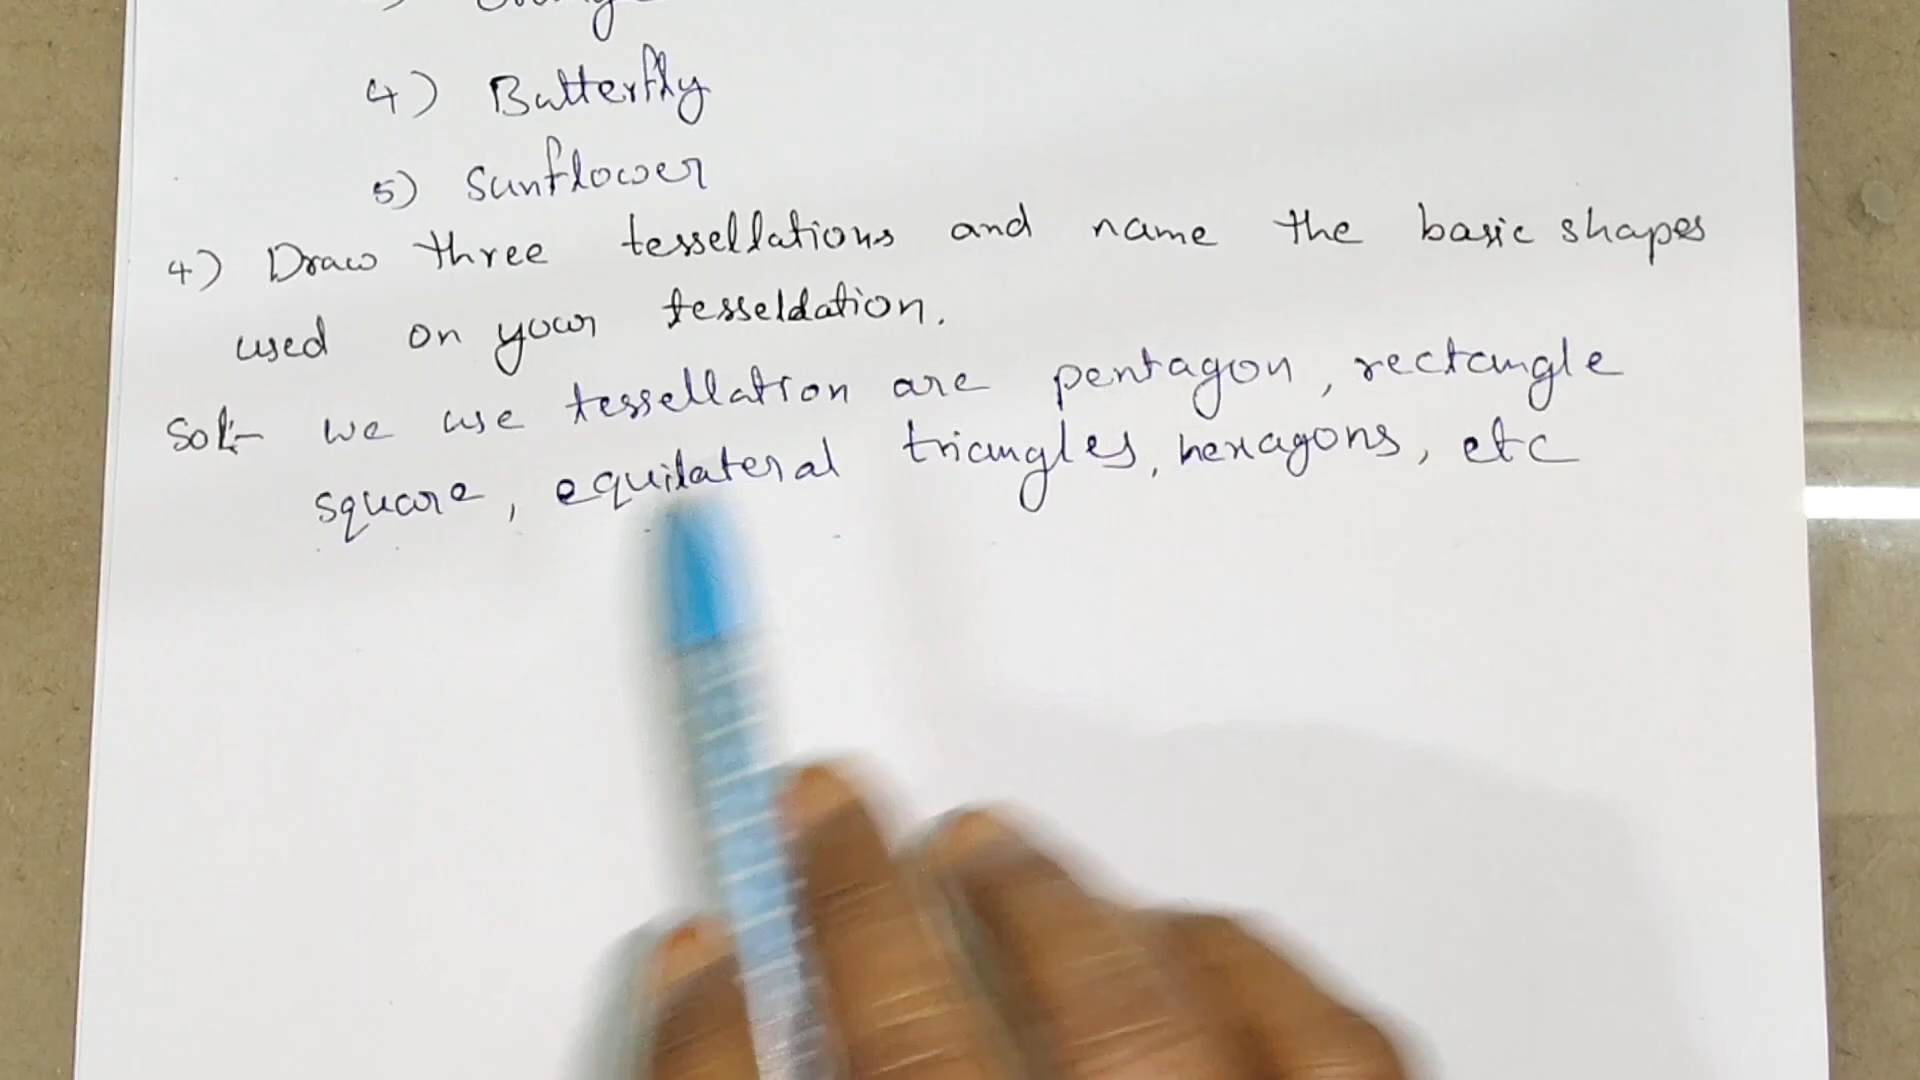 4) Butterfly
5) Sunflower
4) Draw three tessellations and name the basic shapes
used on your tesseldation.
Sol:- we use tessellation are pentagon, rectangle
square, equilateral triangles, hexagons, etc